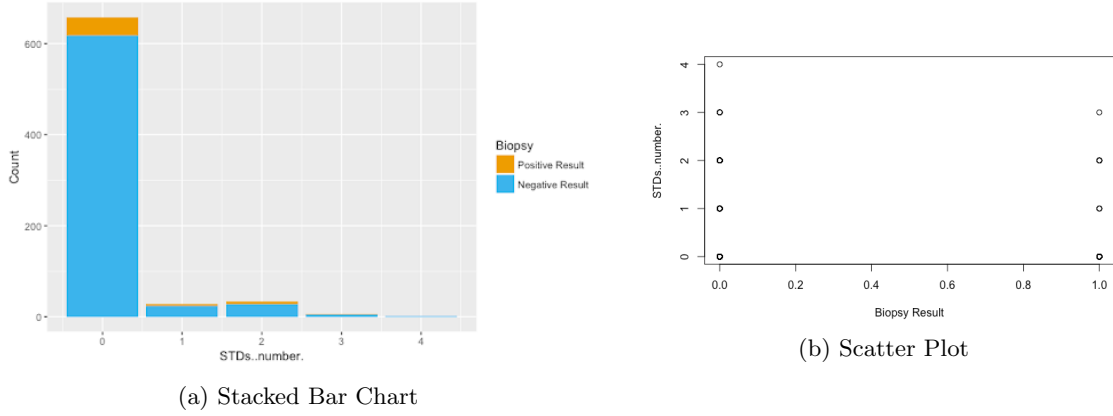 600
400
200
0
Count
0 1 2 3 4
STDs..number.
Biopsy
Positive Result
Negative Result
(a) Stacked Bar Chart
4
3
2
1
0
STDs..number.
0.0 0.2 0.4 0.6 0.8 1.0
Biopsy Result
(b) Scatter Plot